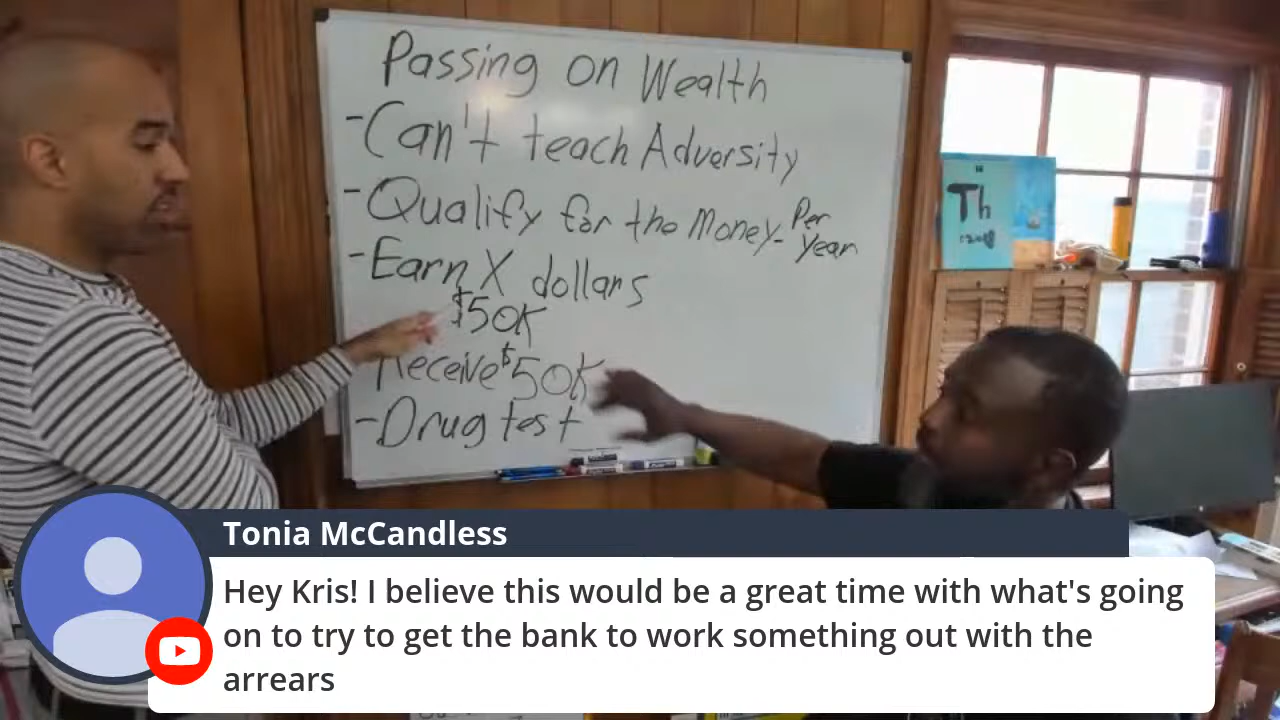 Passing on Wealth
- Can't teach Adversity
- Qualify for the Money - Per Year
- Earn X dollars
$50K
Receive $50K
- Drug test
Th
Tonia McCandless
Hey Kris! I believe this would be a great time with what's going
on to try to get the bank to work something out with the
arrears